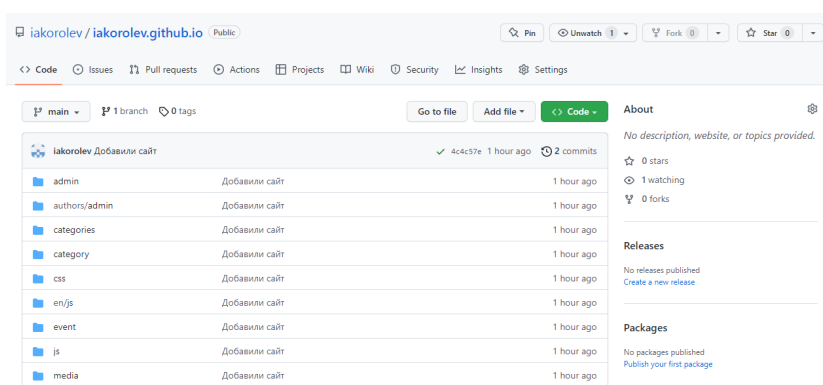 iakorolev / iakorolev.github.io Public Pin Unwatch 1 Fork 0 Star 0
<> Code Issues Pull requests Actions Projects Wiki Security Insights Settings
main 1 branch 0 tags Go to file Add file <> Code
iakorolev Добавили сайт 4c4c57e 1 hour ago 2 commits
admin Добавили сайт 1 hour ago
authors/admin Добавили сайт 1 hour ago
categories Добавили сайт 1 hour ago
category Добавили сайт 1 hour ago
css Добавили сайт 1 hour ago
en/js Добавили сайт 1 hour ago
event Добавили сайт 1 hour ago
js Добавили сайт 1 hour ago
media Добавили сайт 1 hour ago
About
No description, website, or topics provided.
0 stars
1 watching
0 forks
Releases
No releases published
Create a new release
Packages
No packages published
Publish your first package